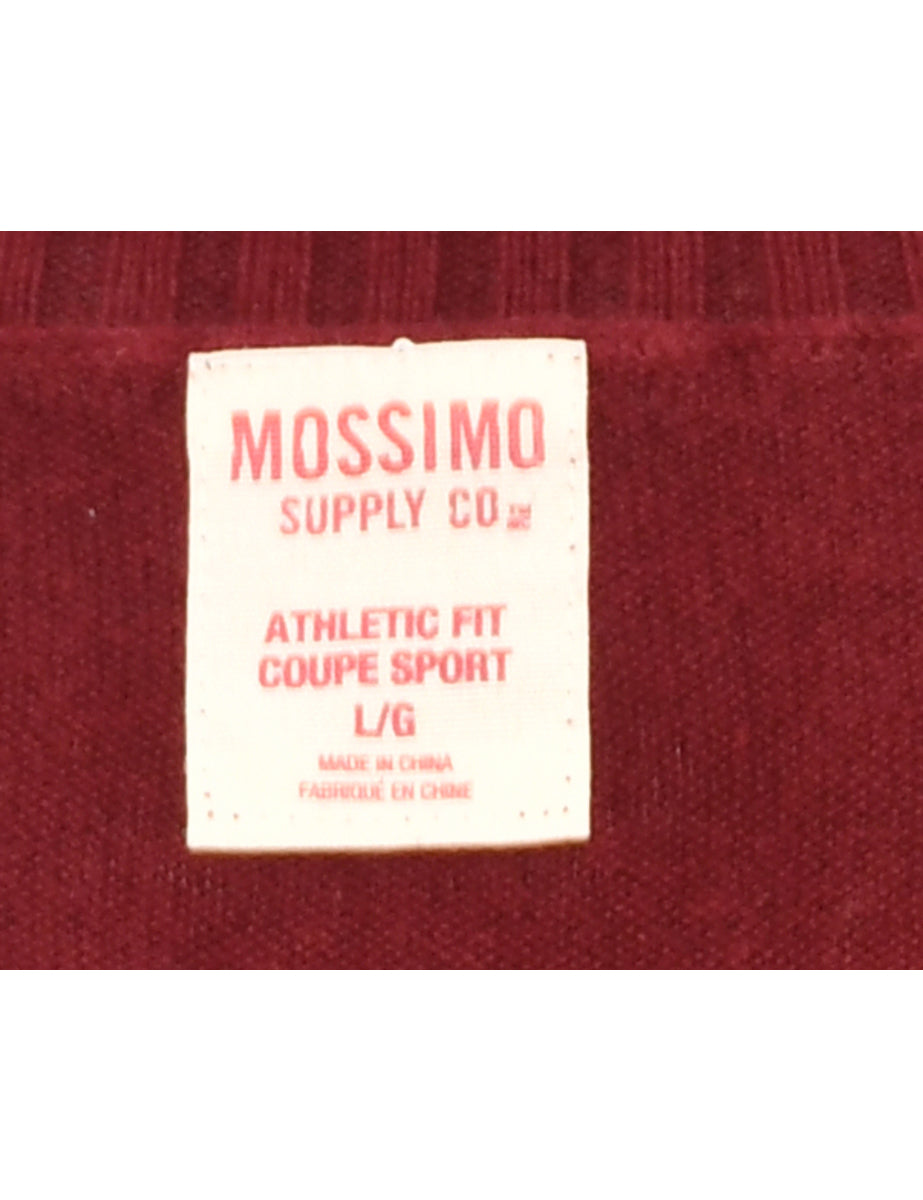 MOSSIMO
SUPPLY CO
ATHLETIC FIT
COUPE SPORT
L/G
MADE IN CHINA
FABRIQUÉ EN CHINE